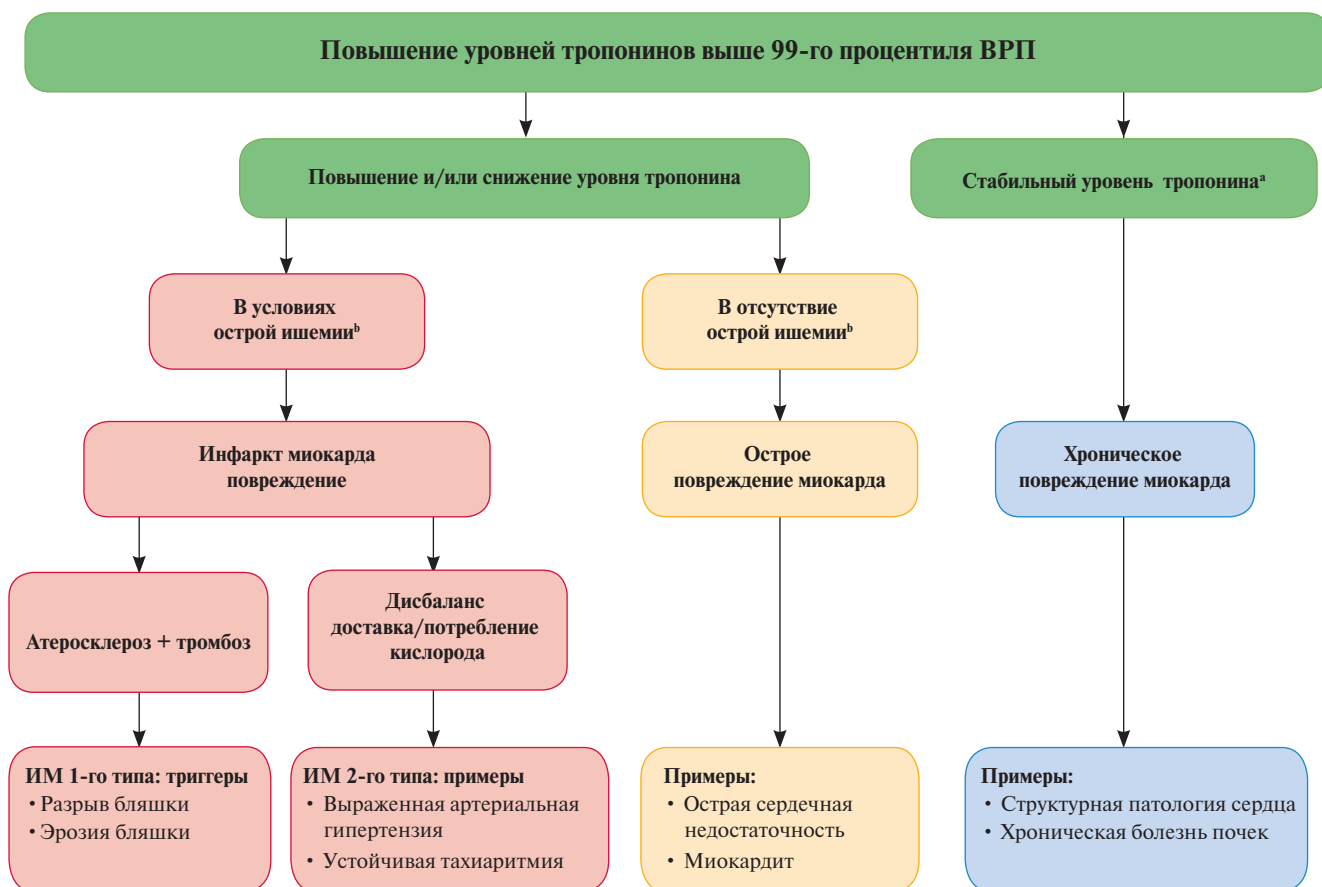 Повышение уровней тропонинов выше 99-го процентиля ВРП
Повышение и/или снижение уровня тропонина
Стабильный уровень тропонинаᵃ
В условиях
острой ишемииᵇ
В отсутствие
острой ишемииᵇ
Инфаркт миокарда
повреждение
Острое
повреждение миокарда
Хроническое
повреждение миокарда
Атеросклероз + тромбоз
Дисбаланс
доставка/потребление
кислорода
ИМ 1-го типа: триггеры
• Разрыв бляшки
• Эрозия бляшки
ИМ 2-го типа: примеры
• Выраженная артериальная
гипертензия
• Устойчивая тахиаритмия
Примеры:
• Острая сердечная
недостаточность
• Миокардит
Примеры:
• Структурная патология сердца
• Хроническая болезнь почек